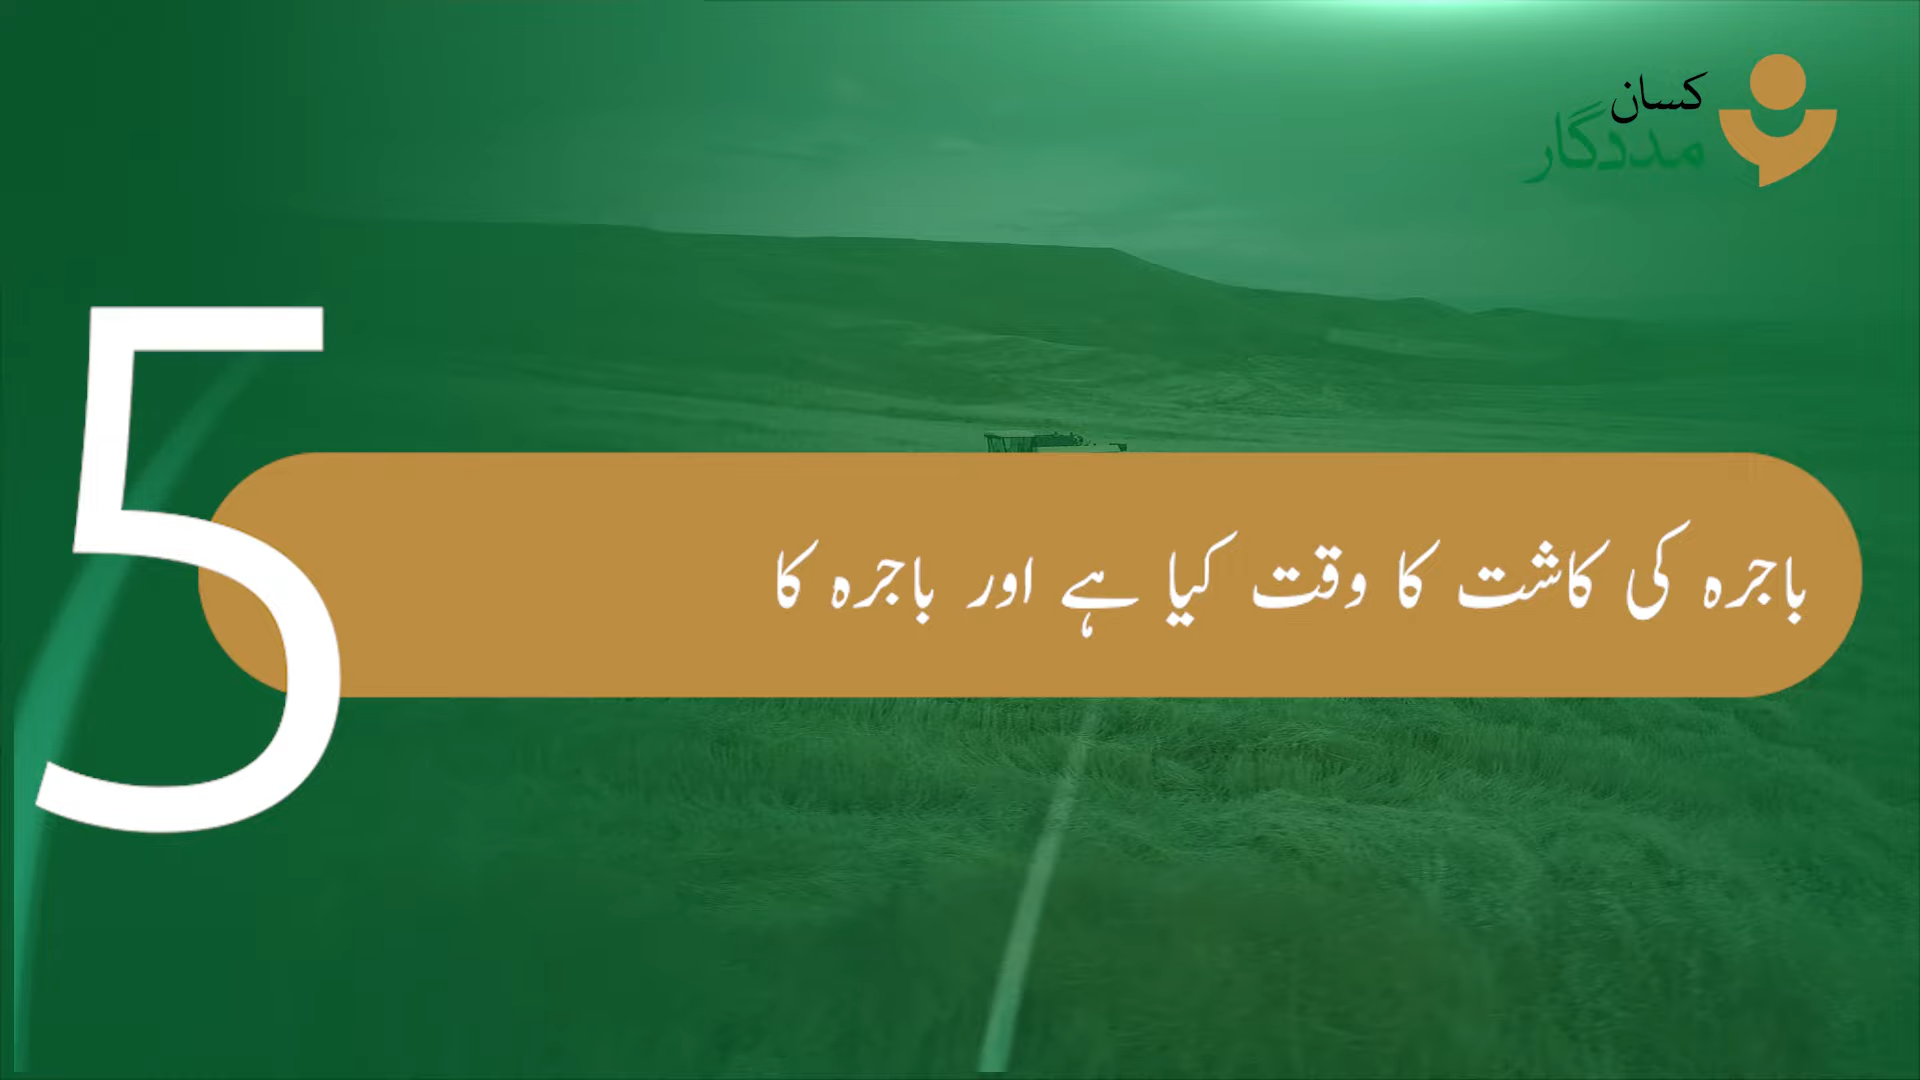 کسان
مددگار
5
باجرہ کی کاشت کا وقت کیا ہے اور باجرہ کا